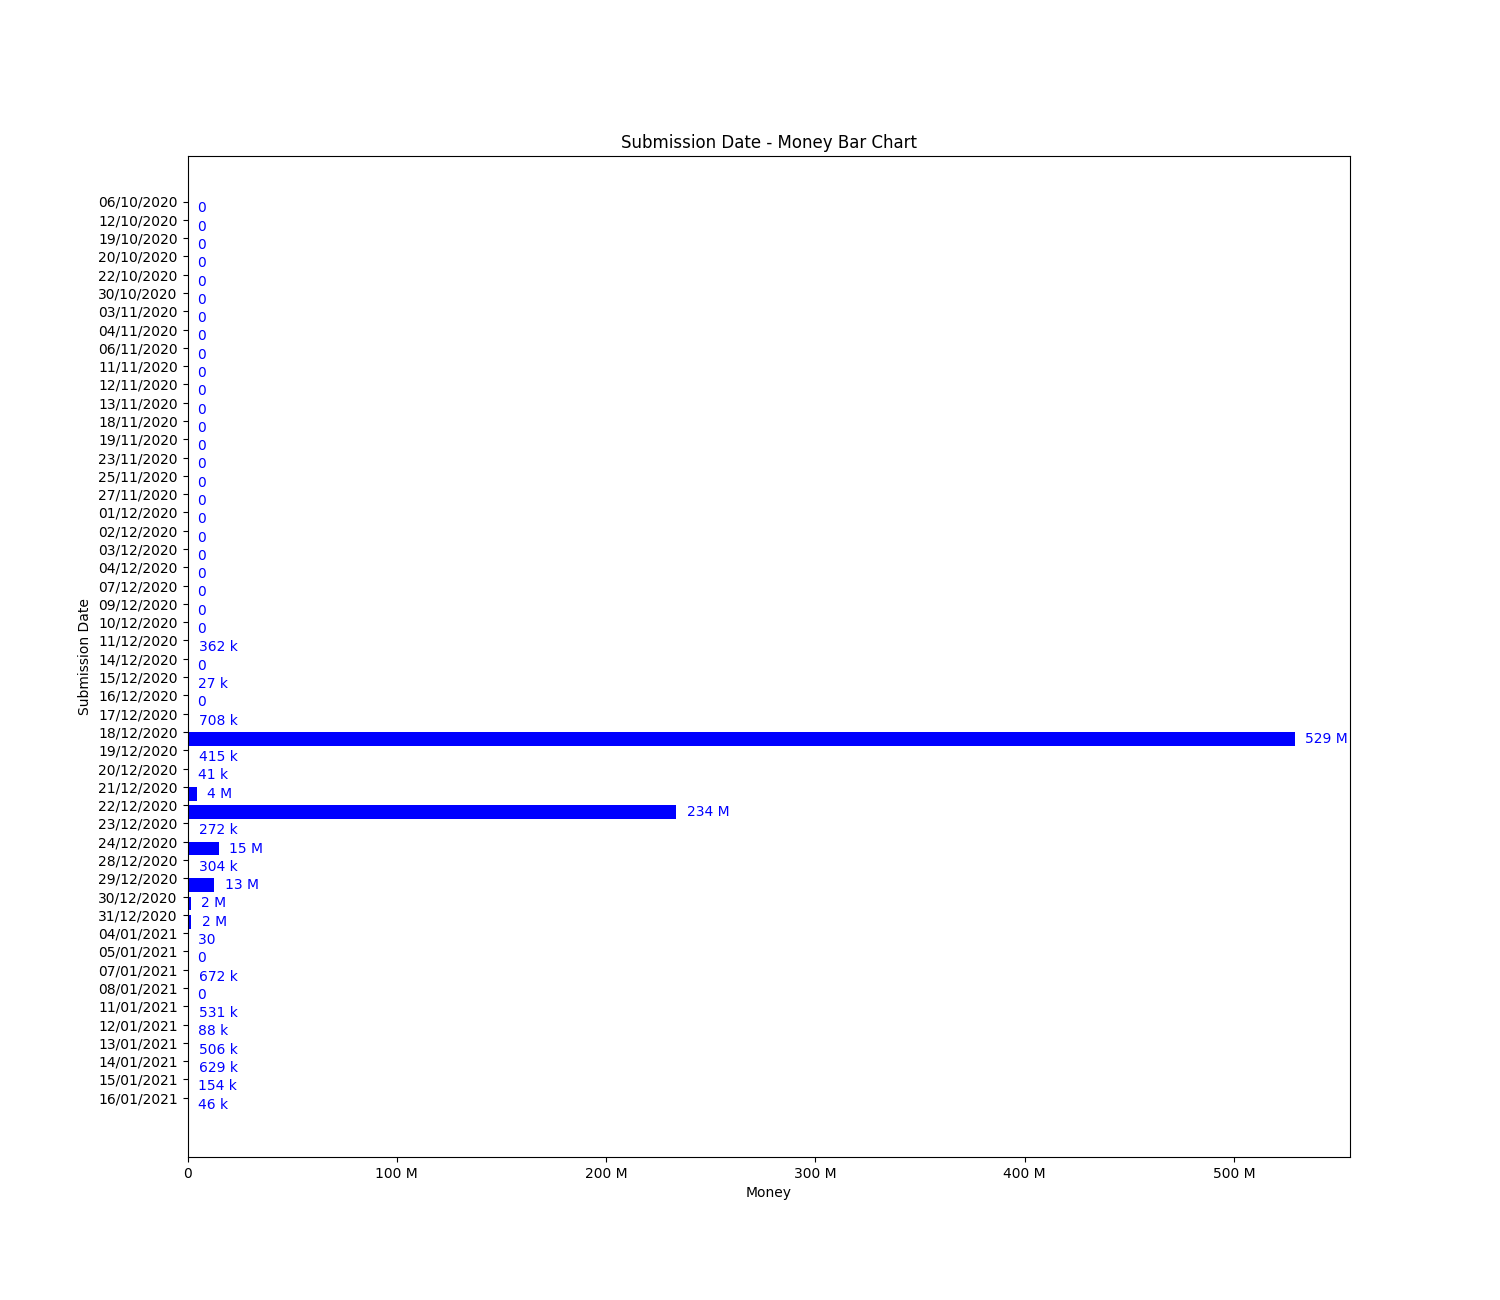 Submission Date - Money Bar Chart
06/10/2020 0
12/10/2020 0
19/10/2020 0
20/10/2020 0
22/10/2020 0
30/10/2020 0
03/11/2020 0
04/11/2020 0
06/11/2020 0
11/11/2020 0
12/11/2020 0
13/11/2020 0
18/11/2020 0
19/11/2020 0
23/11/2020 0
25/11/2020 0
27/11/2020 0
01/12/2020 0
02/12/2020 0
03/12/2020 0
04/12/2020 0
07/12/2020 0
09/12/2020 0
10/12/2020 0
11/12/2020 362 k
14/12/2020 0
15/12/2020 27 k
16/12/2020 0
17/12/2020 708 k
18/12/2020 529 M
19/12/2020 415 k
20/12/2020 41 k
21/12/2020 4 M
22/12/2020 234 M
23/12/2020 272 k
24/12/2020 15 M
28/12/2020 304 k
29/12/2020 13 M
30/12/2020 2 M
31/12/2020 2 M
04/01/2021 30
05/01/2021 0
07/01/2021 672 k
08/01/2021 0
11/01/2021 531 k
12/01/2021 88 k
13/01/2021 506 k
14/01/2021 629 k
15/01/2021 154 k
16/01/2021 46 k
Submission Date
0 100 M 200 M 300 M 400 M 500 M
Money